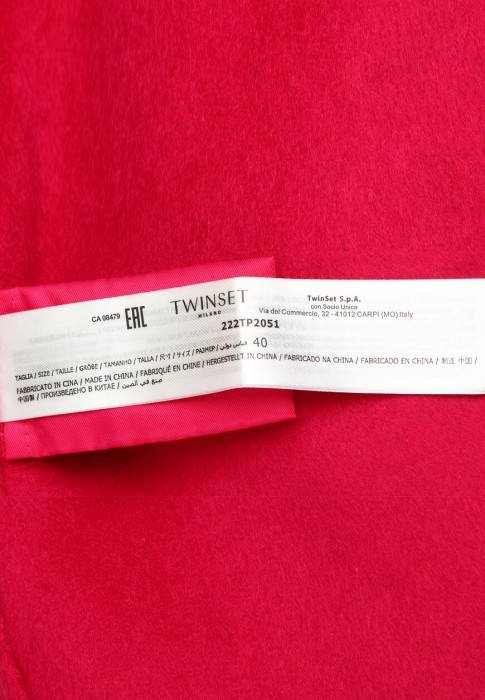 CA 08479 EAC TWINSET
MILANO
TwinSet S.p.A.
con Socio Unico
Via del Commercio, 32 - 41012 CARPI (MO) Italy
222TP2051
TAGLIA / SIZE / TAILLE / GRÖßE / TAMANHO / TALLA / 尺寸 / サイズ / РАЗМЕР / قياس دولي 40
FABBRICATO IN CINA / MADE IN CHINA / FABRIQUÉ EN CHINE / HERGESTELLT IN CHINA / FABRICADO NA CHINA / FABRICADO EN CHINA / 制造 中国 /
中国製 / ПРОИЗВЕДЕНО В КИТАЕ / صنع في الصين